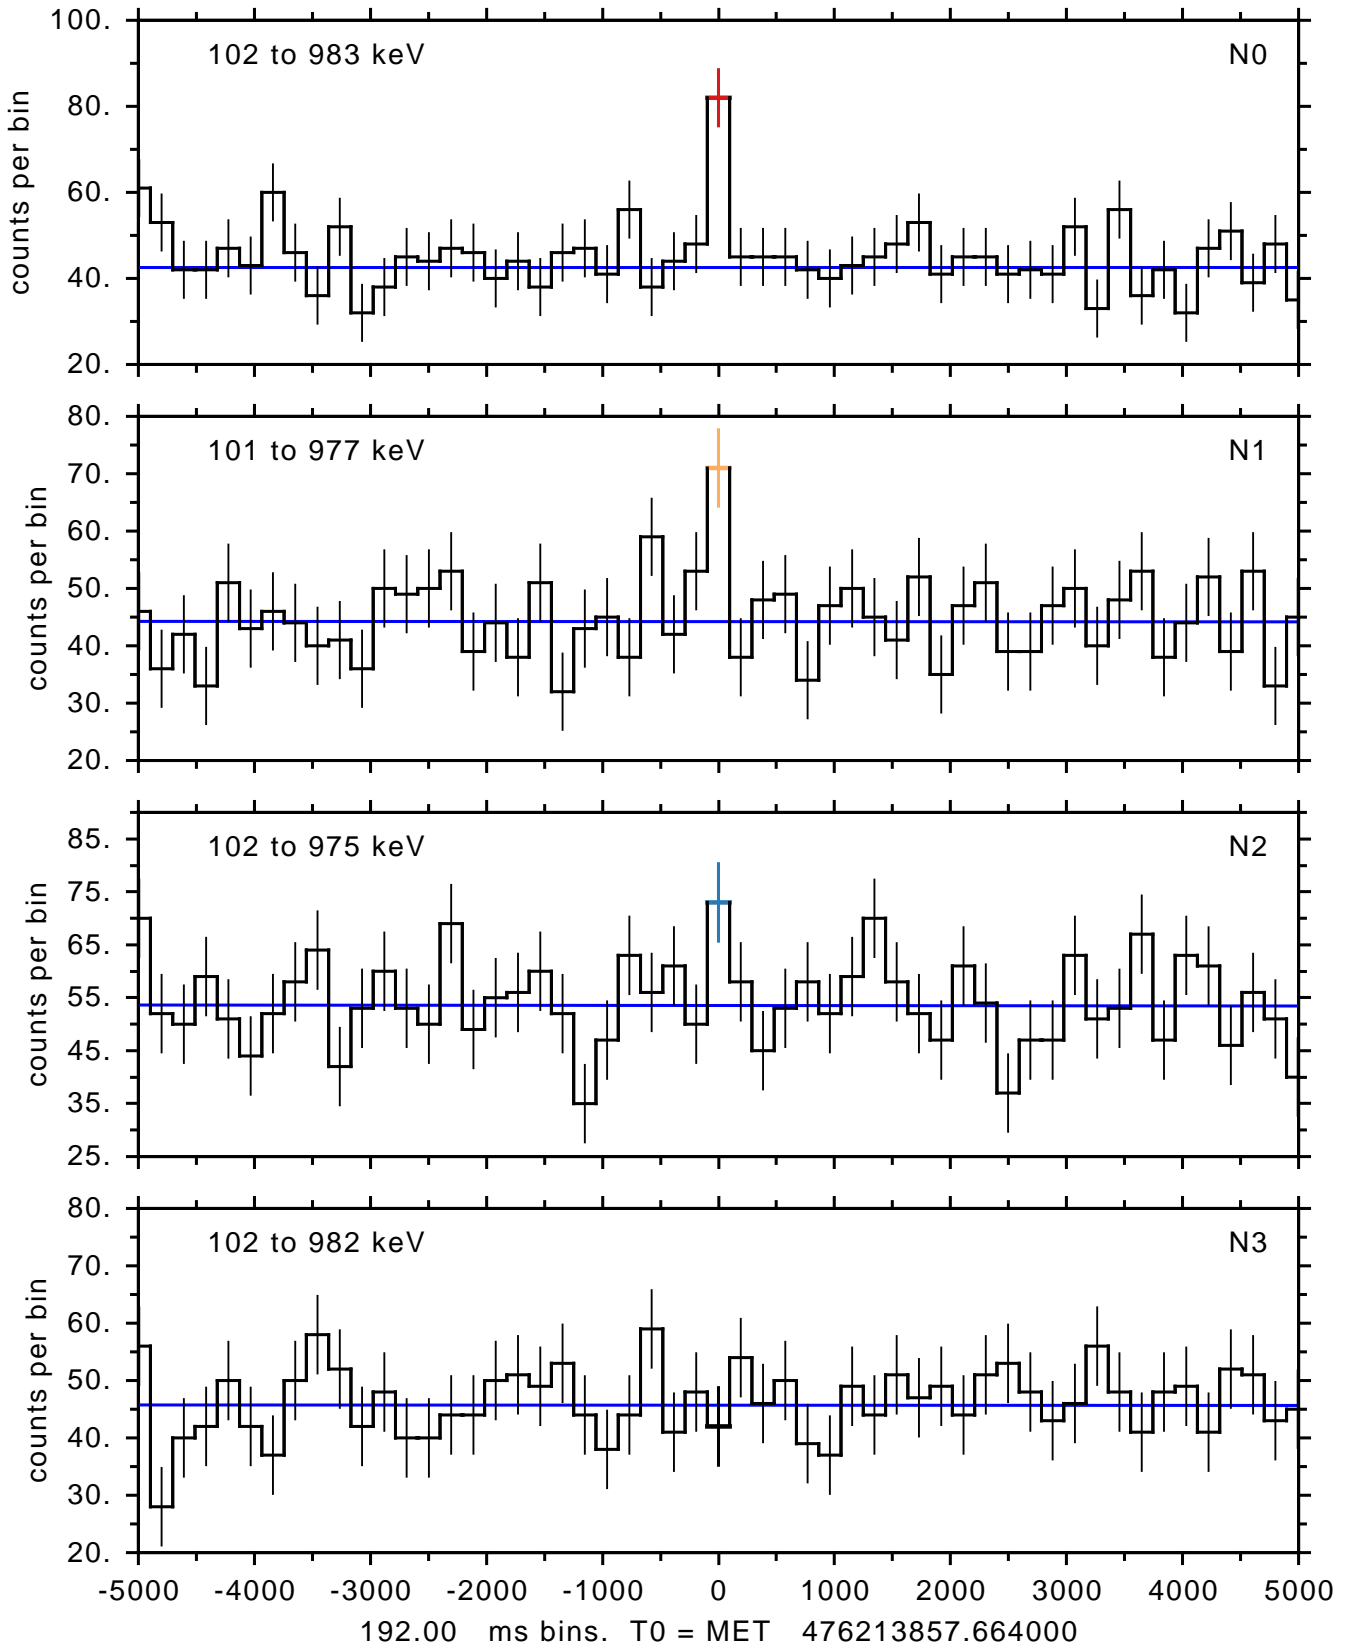 100.
102 to 983 keV N0
80.
60.
40.
20.
counts per bin
80.
101 to 977 keV N1
70.
60.
50.
40.
30.
20.
counts per bin
85.
102 to 975 keV N2
75.
65.
55.
45.
35.
25.
counts per bin
80.
102 to 982 keV N3
70.
60.
50.
40.
30.
20.
counts per bin
-5000 -4000 -3000 -2000 -1000 0 1000 2000 3000 4000 5000
192.00 ms bins. T0 = MET 476213857.664000